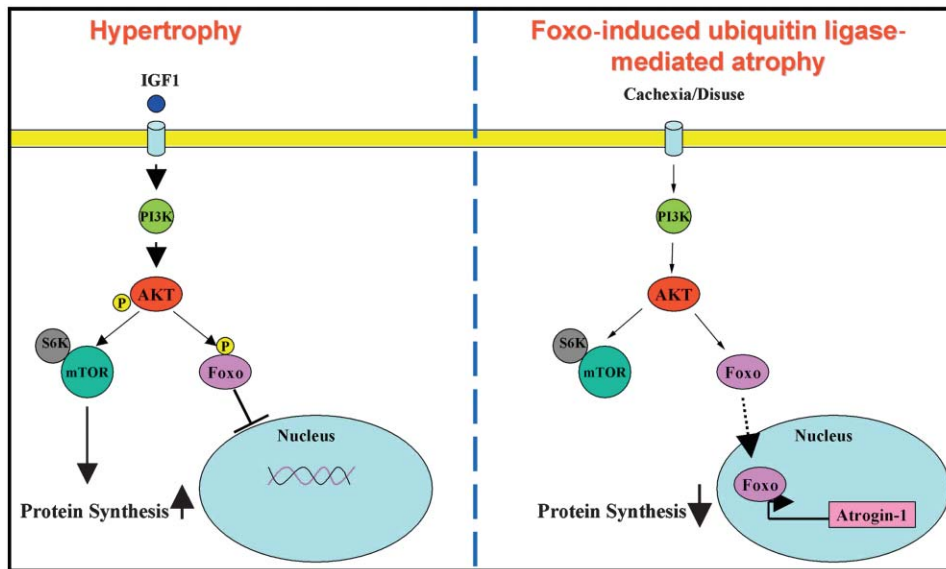 Hypertrophy
IGF1
PI3K
AKT
P
P
S6K
mTOR
Foxo
Nucleus
Protein Synthesis
Foxo-induced ubiquitin ligase-
mediated atrophy
Cachexia/Disuse
PI3K
AKT
S6K
mTOR
Foxo
Nucleus
Foxo
Protein Synthesis
Atrogin-1